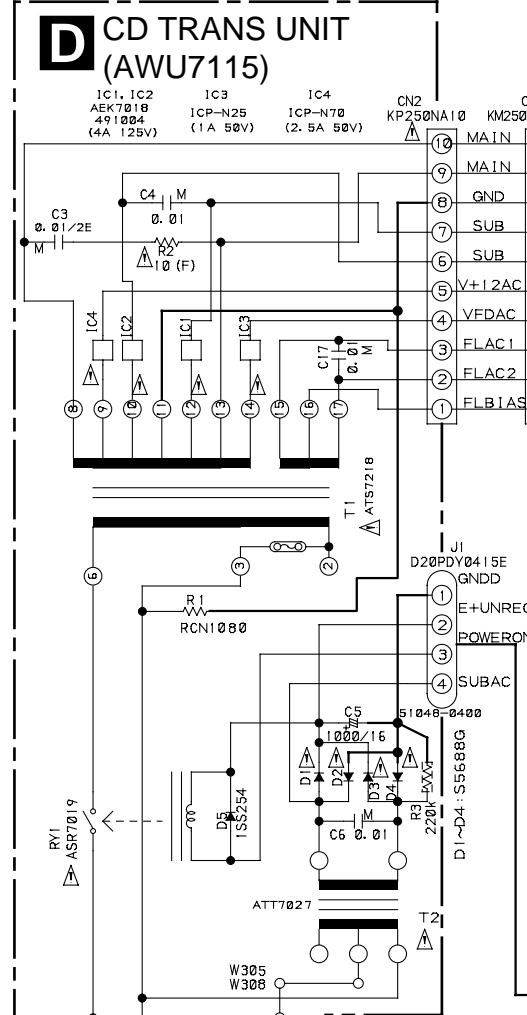 D CD TRANS UNIT
(AWU7115)
IC1, IC2
AEK7018
491004
(4A 125V)
IC3
ICP-N25
(1A 50V)
IC4
ICP-N70
(2.5A 50V)
CN2
KP250NA10
KM250
10 MAIN
9 MAIN
8 GND
7 SUB
6 SUB
5 V+12AC
4 VFDAC
3 FLAC1
2 FLAC2
1 FLBIAS
C4 M
0.01
C3
0.01/2E
M
R2
10(F)
IC4
IC2
IC1
IC3
C17
0.01
M
8 9 10 11 12 13 14 15 16 17
T1
ATS7218
6
3
2
R1
RCN1080
J1
D20PDY0415E
1 GNDD
2 E+UNREG
3 POWERON
4 SUBAC
51048-0400
C5
+
1000/16
D1
D2
D3
D4
R3
220k
D1~D4:S5688G
D5
1SS254
C6 0.01
M
RY1
ASR7019
ATT7027
T2
W305
W308